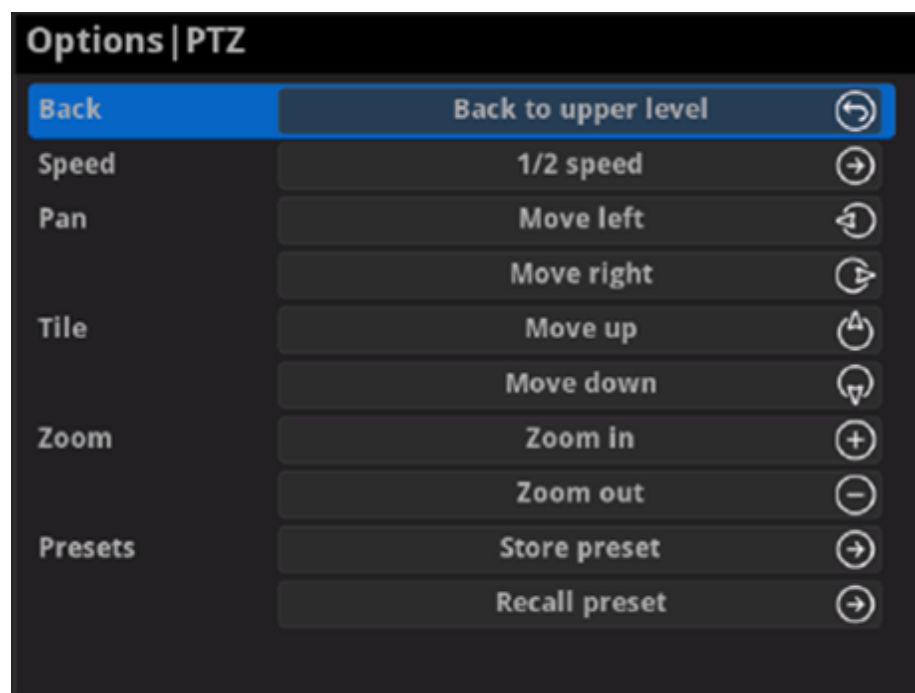 Options|PTZ
Back Back to upper level
Speed 1/2 speed
Pan Move left
Move right
Tile Move up
Move down
Zoom Zoom in
Zoom out
Presets Store preset
Recall preset